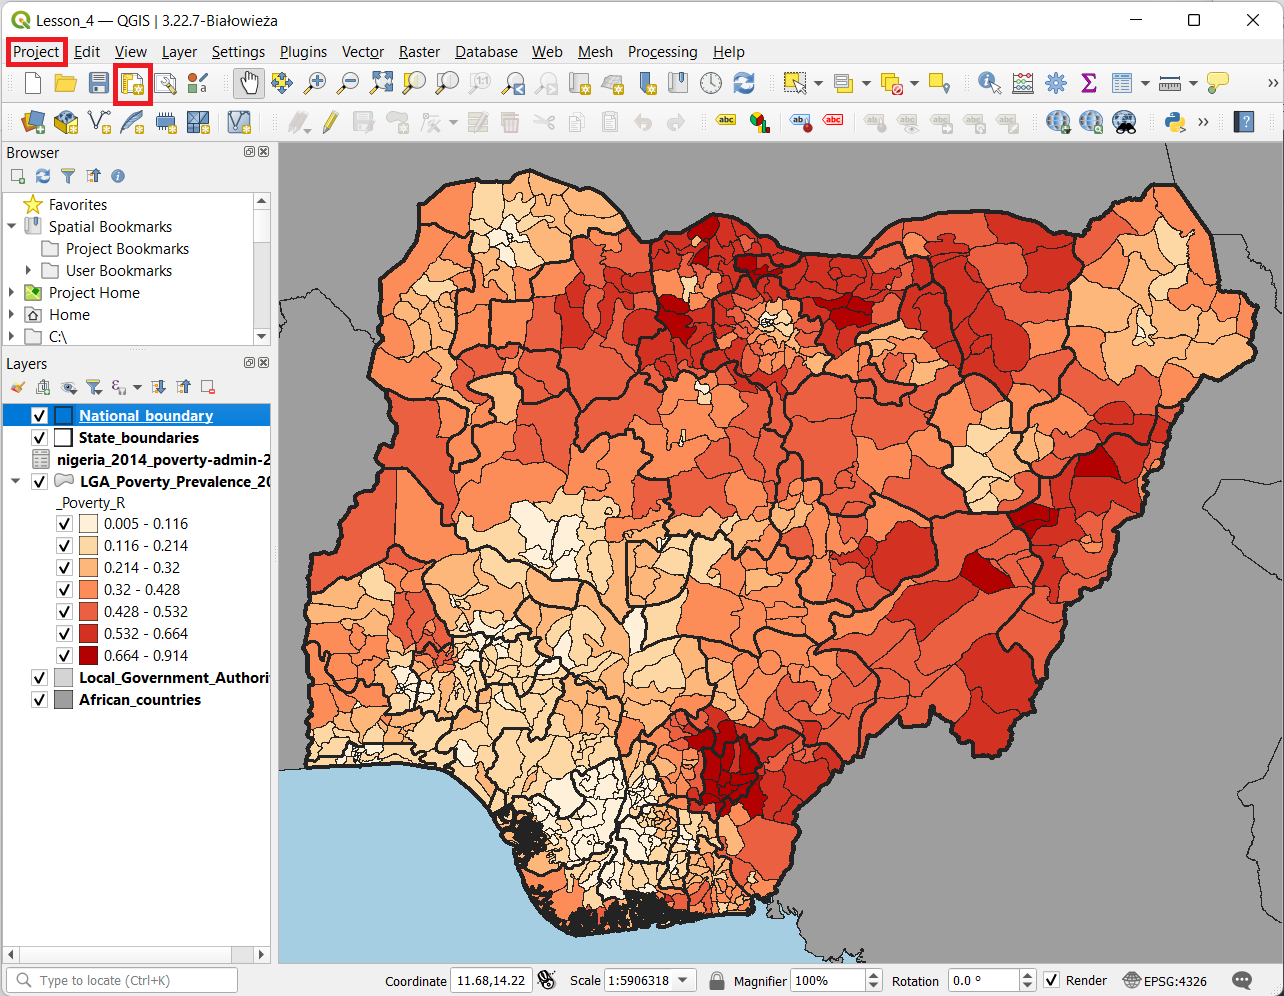 Lesson_4 — QGIS | 3.22.7-Białowieża
Project Edit View Layer Settings Plugins Vector Raster Database Web Mesh Processing Help
Browser
Favorites
Spatial Bookmarks
Project Bookmarks
User Bookmarks
Project Home
Home
C:\
Layers
National_boundary
State_boundaries
nigeria_2014_poverty-admin-2
LGA_Poverty_Prevalence_20
_Poverty_R
0.005 - 0.116
0.116 - 0.214
0.214 - 0.32
0.32 - 0.428
0.428 - 0.532
0.532 - 0.664
0.664 - 0.914
Local_Government_Authori
African_countries
Type to locate (Ctrl+K) Coordinate 11.68,14.22 Scale 1:5906318 Magnifier 100% Rotation 0.0 ° Render EPSG:4326